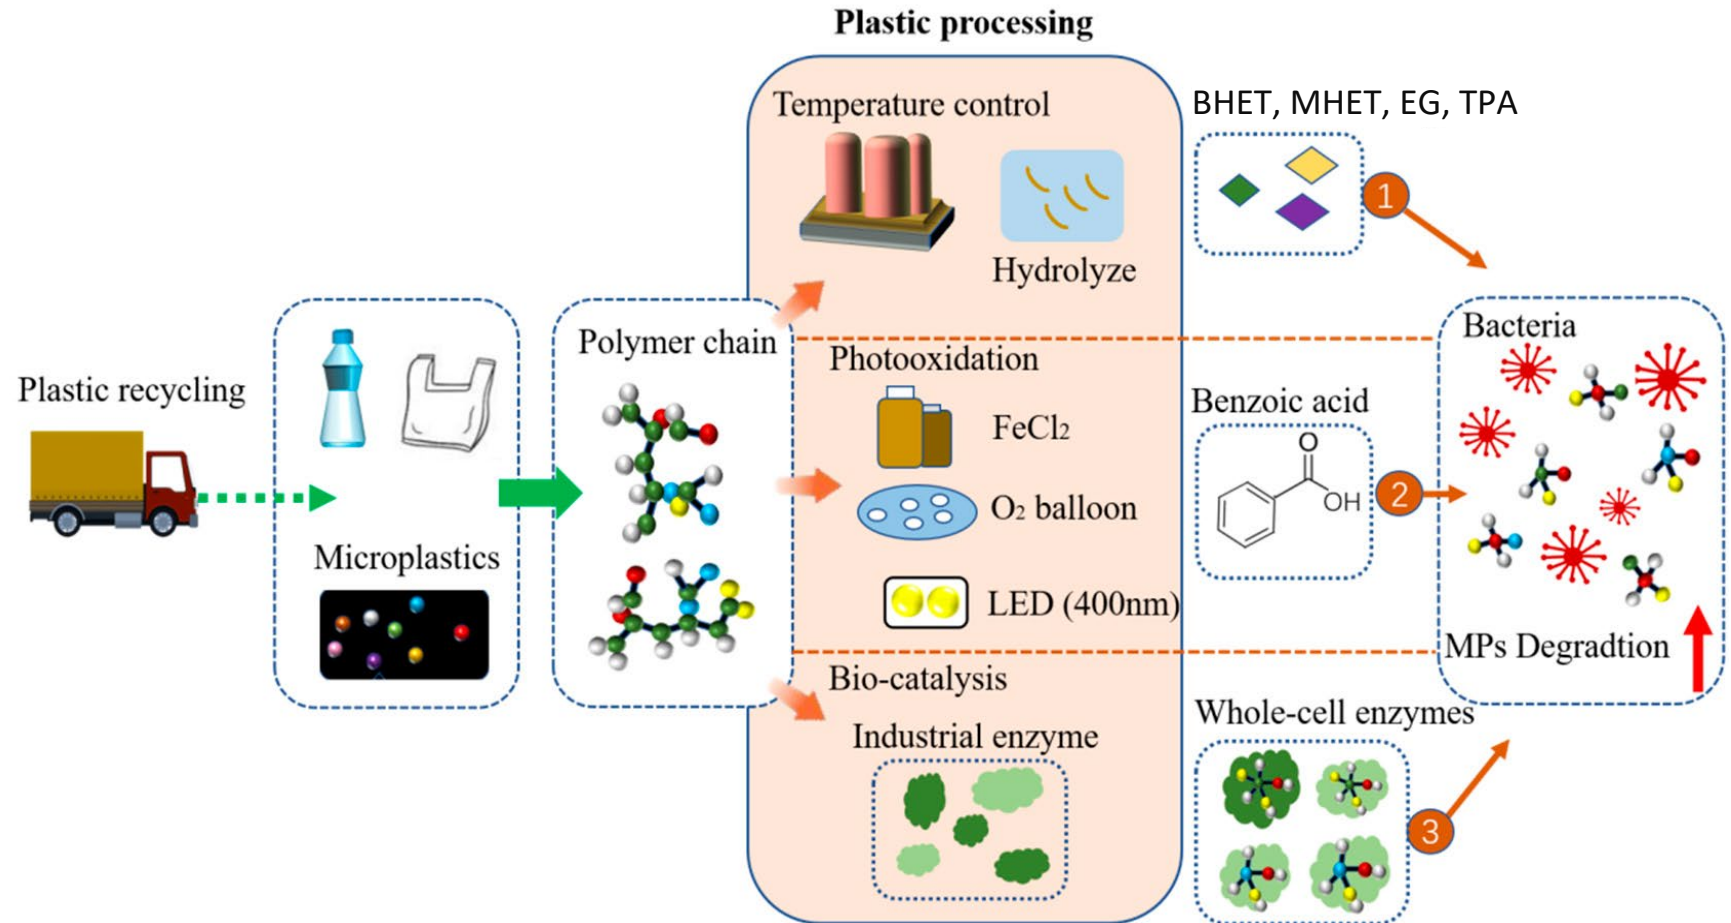 Plastic processing
Plastic recycling
Microplastics
Polymer chain
Temperature control
Hydrolyze
Photooxidation
FeCl₂
O₂ balloon
LED (400nm)
Bio-catalysis
Industrial enzyme
BHET, MHET, EG, TPA
1
Benzoic acid
O
OH
2
Whole-cell enzymes
3
Bacteria
MPs Degradtion